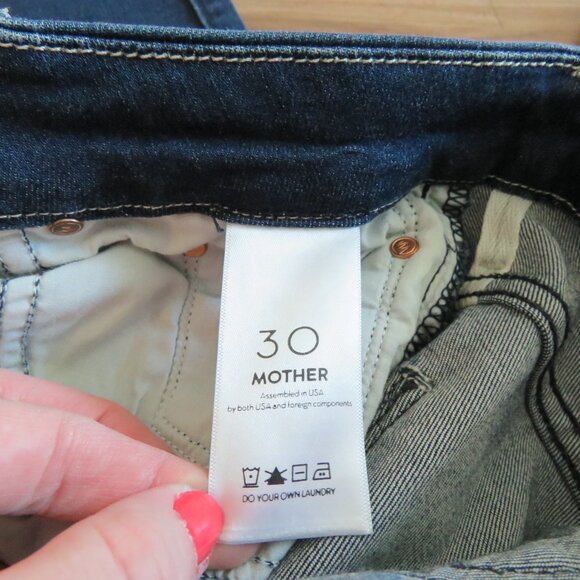 30
MOTHER
Assembled in USA
by both USA and foreign components
DO YOUR OWN LAUNDRY